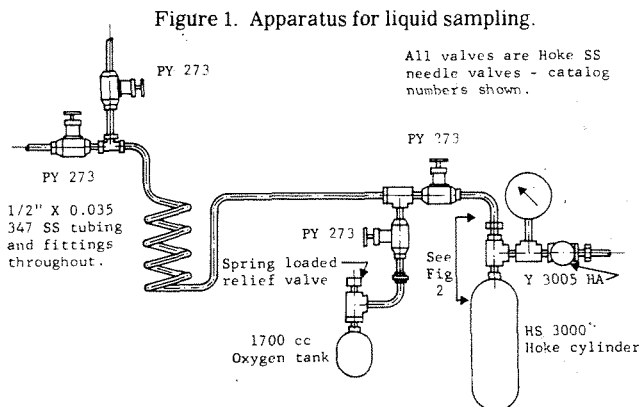 Figure 1. Apparatus for liquid sampling.
PY 273
All valves are Hoke SS
needle valves - catalog
numbers shown.
PY 273
PY 273
1/2" X 0.035
347 SS tubing
and fittings
throughout.
PY 273
See
Fig
2
Spring loaded
relief valve
Y 3005 HA
1700 cc
Oxygen tank
HS 3000
Hoke cylinder